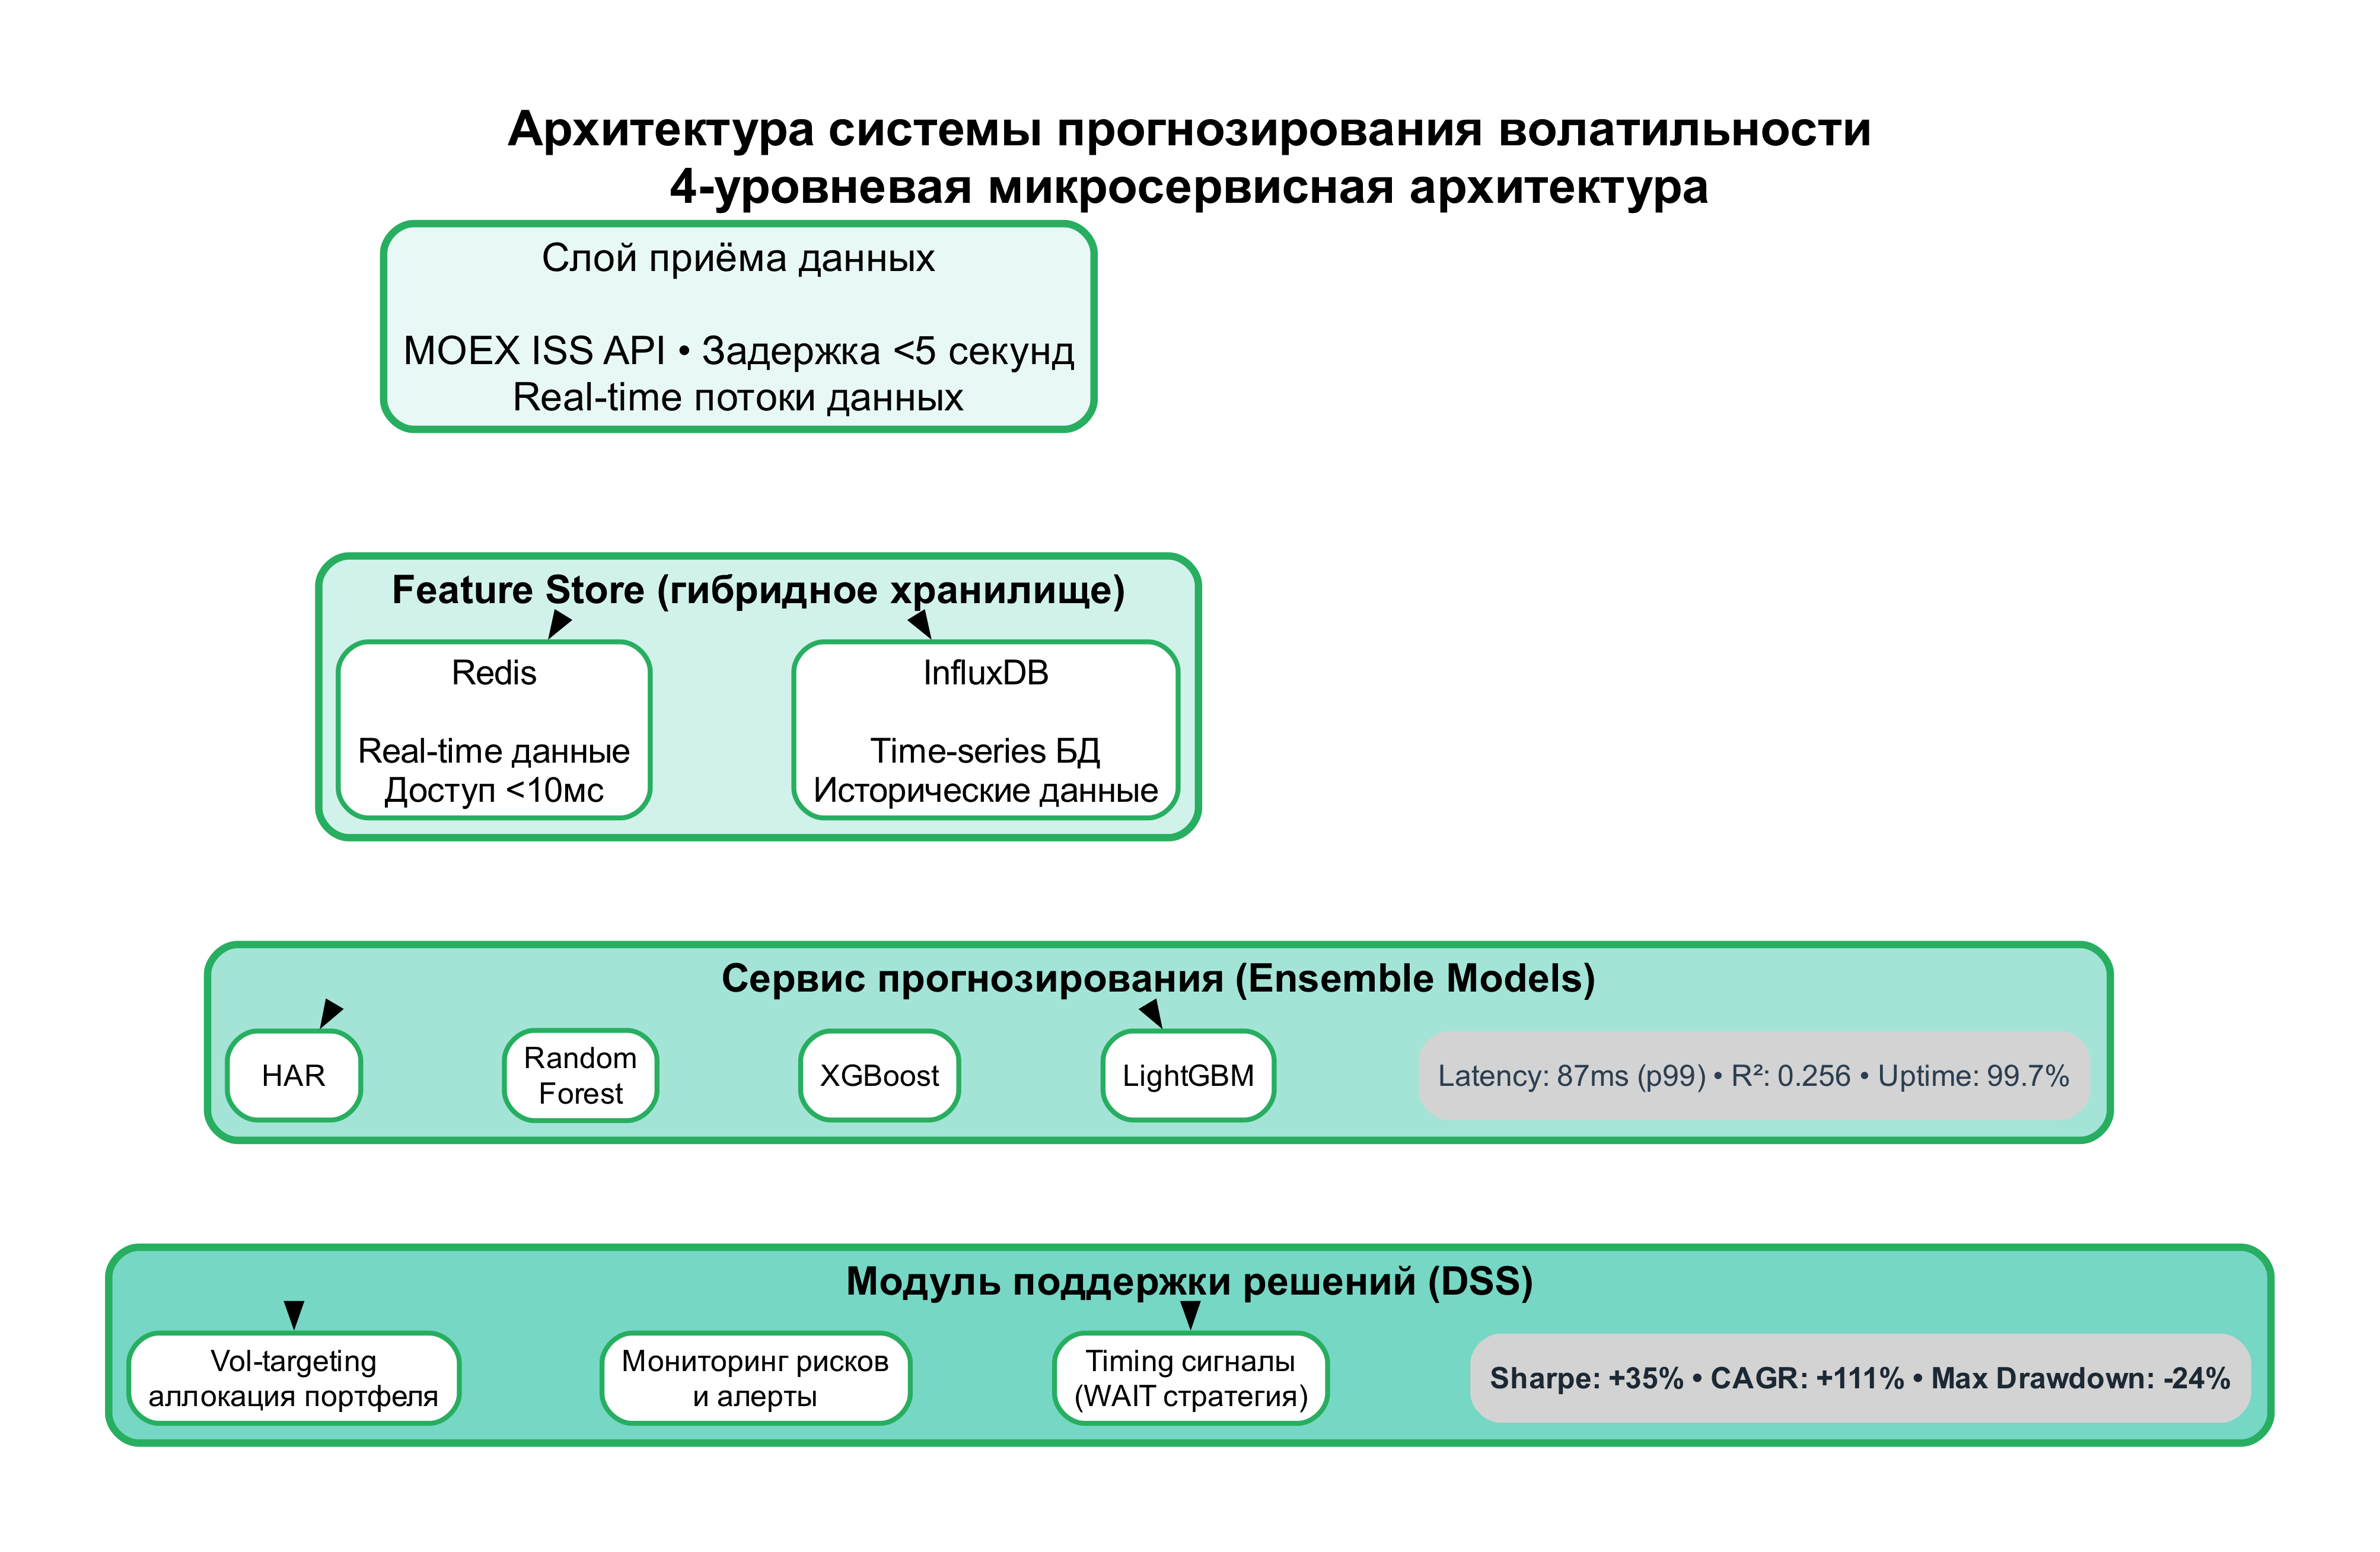 Архитектура системы прогнозирования волатильности
4-уровневая микросервисная архитектура
Слой приёма данных
MOEX ISS API • Задержка <5 секунд
Real-time потоки данных
Feature Store (гибридное хранилище)
Redis
Real-time данные
Доступ <10мс
InfluxDB
Time-series БД
Исторические данные
Сервис прогнозирования (Ensemble Models)
HAR
Random
Forest
XGBoost
LightGBM
Latency: 87ms (p99) • R²: 0.256 • Uptime: 99.7%
Модуль поддержки решений (DSS)
Vol-targeting
аллокация портфеля
Мониторинг рисков
и алерты
Timing сигналы
(WAIT стратегия)
Sharpe: +35% • CAGR: +111% • Max Drawdown: -24%